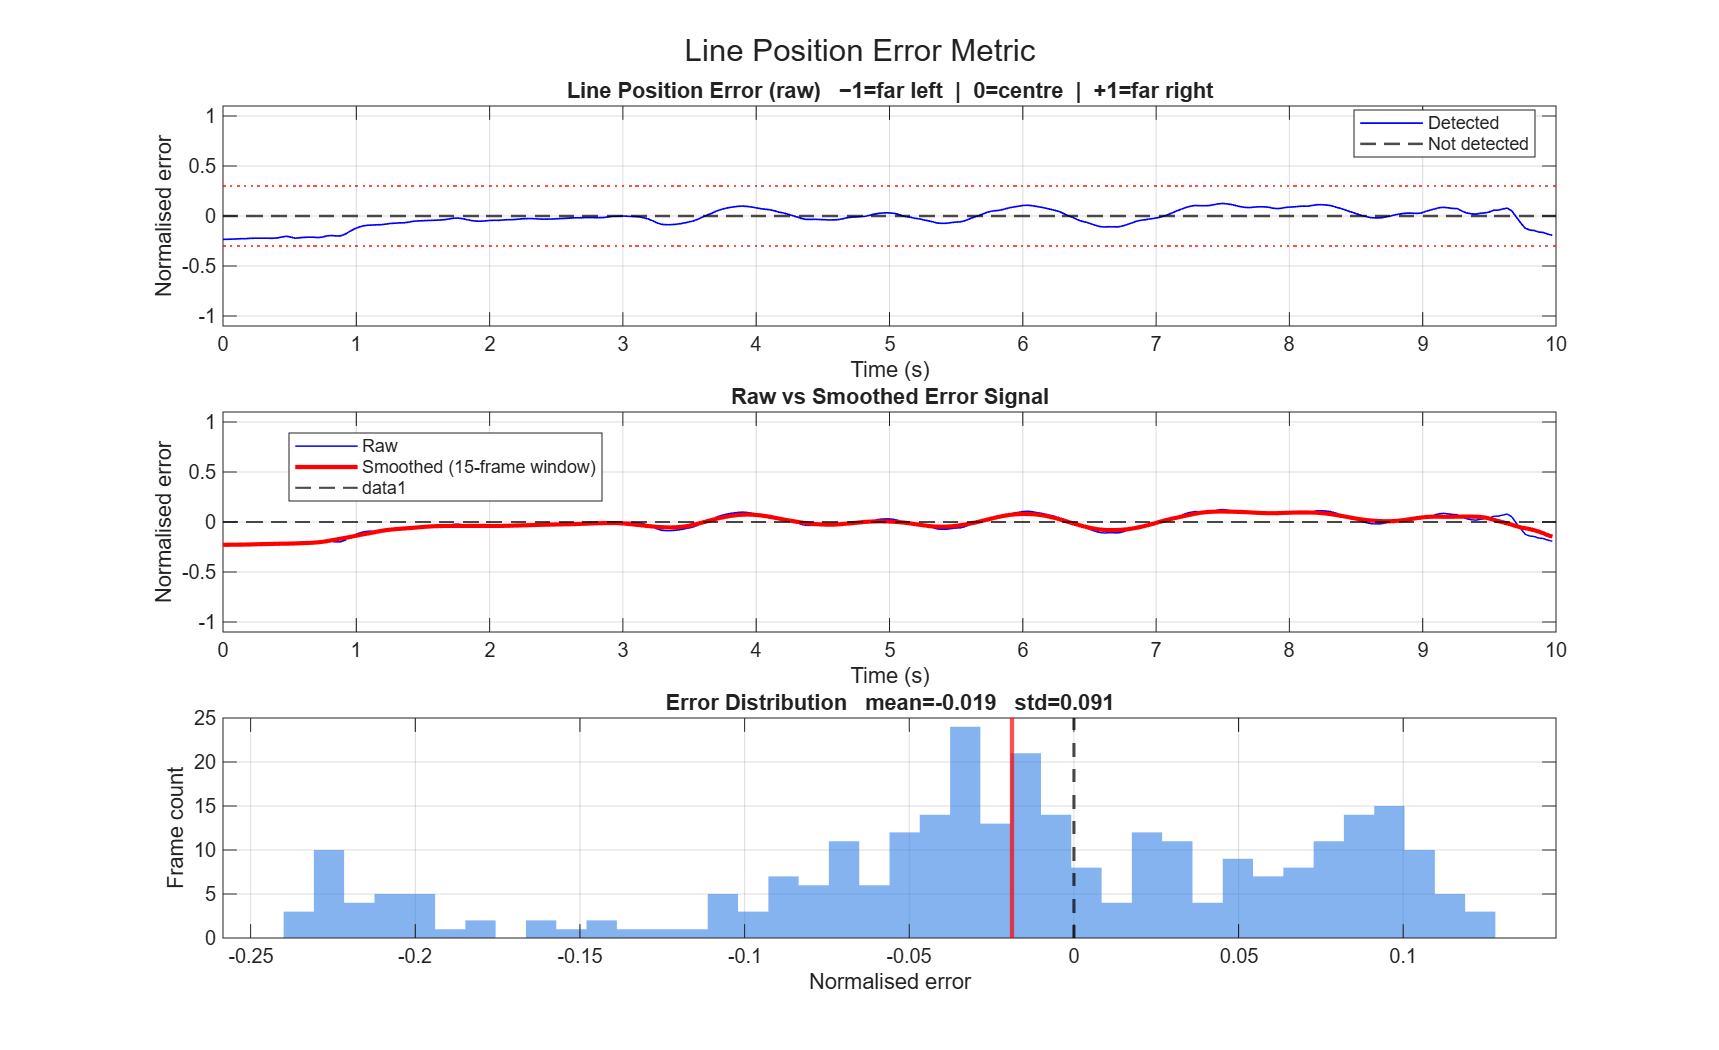 Line Position Error Metric
Line Position Error (raw)   −1=far left  |  0=centre  |  +1=far right
Normalised error
1
0.5
0
-0.5
-1
Detected
Not detected
0 1 2 3 4 5 6 7 8 9 10
Time (s)
Raw vs Smoothed Error Signal
Normalised error
1
0.5
0
-0.5
-1
Raw
Smoothed (15-frame window)
data1
0 1 2 3 4 5 6 7 8 9 10
Time (s)
Error Distribution   mean=-0.019   std=0.091
Frame count
25
20
15
10
5
0
-0.25 -0.2 -0.15 -0.1 -0.05 0 0.05 0.1
Normalised error